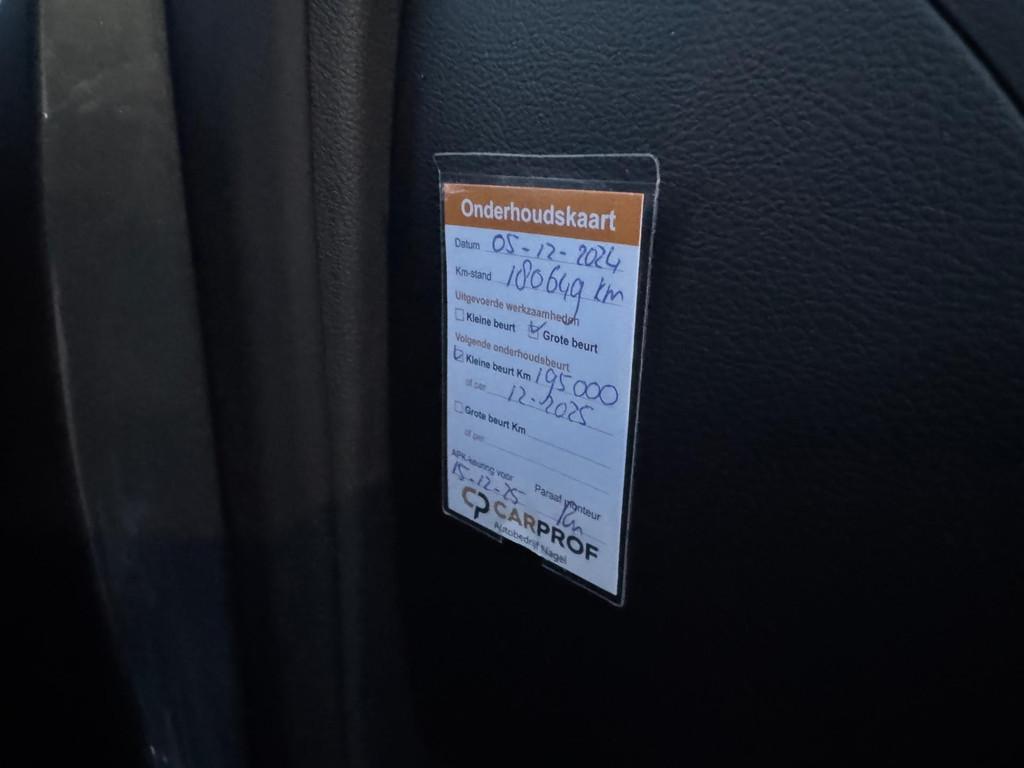 Onderhoudskaart
Datum 05-12-2024
Km-stand 180649 km
Uitgevoerde werkzaamheden
Kleine beurt Grote beurt
Volgende onderhoudsbeurt
Kleine beurt Km 195000
of per 12-2025
Grote beurt Km
of per
APK-keuring voor
15-12-25 Paraaf monteur
CP CARPROF
Autobedrijf Nagel